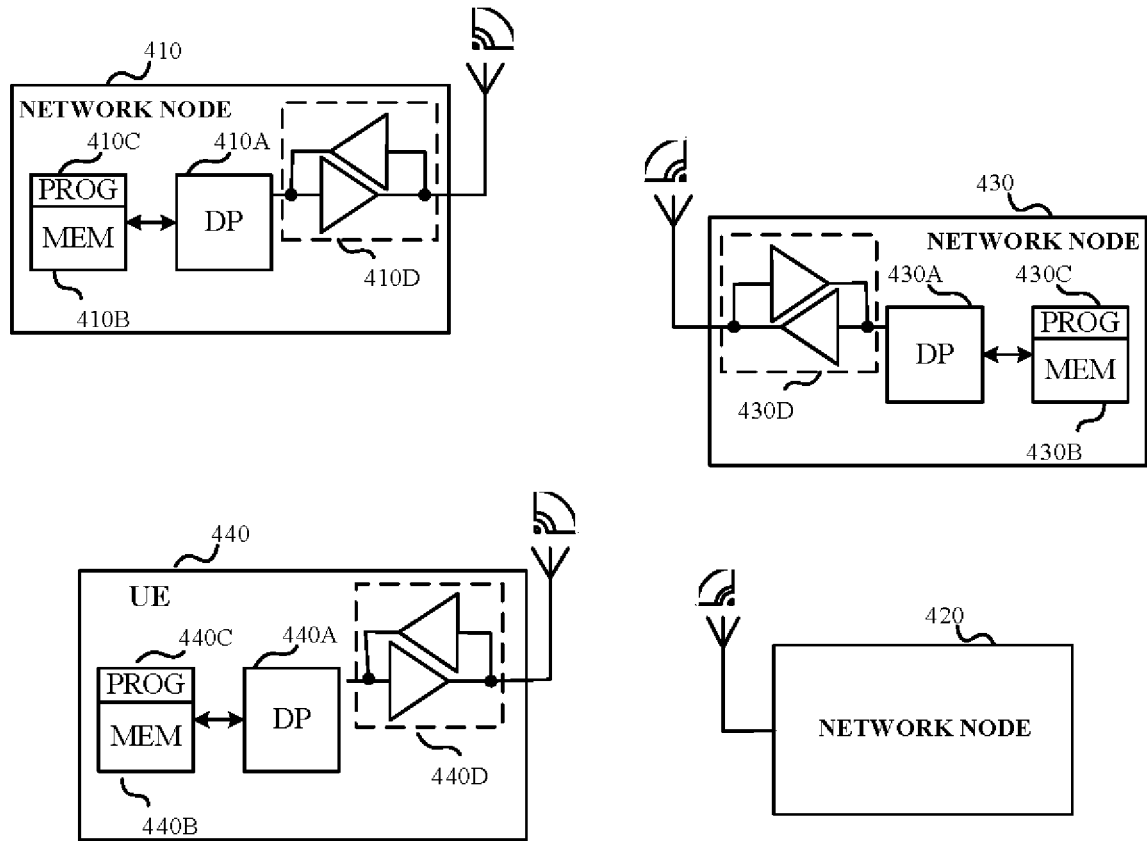 410
NETWORK NODE
410C
410A
PROG
MEM
DP
410D
410B
430
NETWORK NODE
430A
430C
PROG
DP
MEM
430D
430B
440
UE
440C
440A
PROG
MEM
DP
440D
440B
420
NETWORK NODE